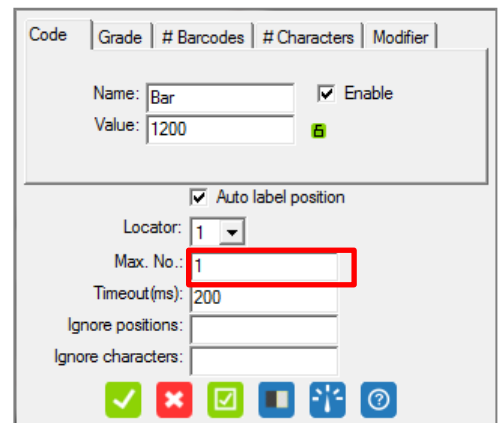 Code Grade # Barcodes # Characters Modifier
Name: Bar Enable
Value: 1200
Auto label position
Locator: 1
Max. No.: 1
Timeout(ms): 200
Ignore positions:
Ignore characters: